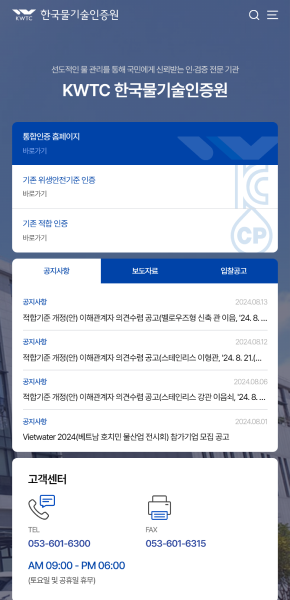 KWTC
한국물기술인증원
선도적인 물 관리를 통해 국민에게 신뢰받는 인·검증 전문 기관
KWTC 한국물기술인증원
통합인증 홈페이지
바로가기
기존 위생안전기준 인증
바로가기
기존 적합 인증
바로가기
CP
공지사항
보도자료
입찰공고
공지사항
2024.08.13
적합기준 개정(안) 이해관계자 의견수렴 공고(벨로우즈형 신축 관 이음, '24. 8. ...
공지사항
2024.08.12
적합기준 개정(안) 이해관계자 의견수렴 공고(스테인리스 이형관, '24. 8. 21.(...
공지사항
2024.08.06
적합기준 개정(안) 이해관계자 의견수렴 공고(스테인리스 강관 이음쇠, '24. 8. ...
공지사항
2024.08.01
Vietwater 2024(베트남 호치민 물산업 전시회) 참가기업 모집 공고
고객센터
TEL
053-601-6300
FAX
053-601-6315
AM 09:00 - PM 06:00
(토요일 및 공휴일 휴무)